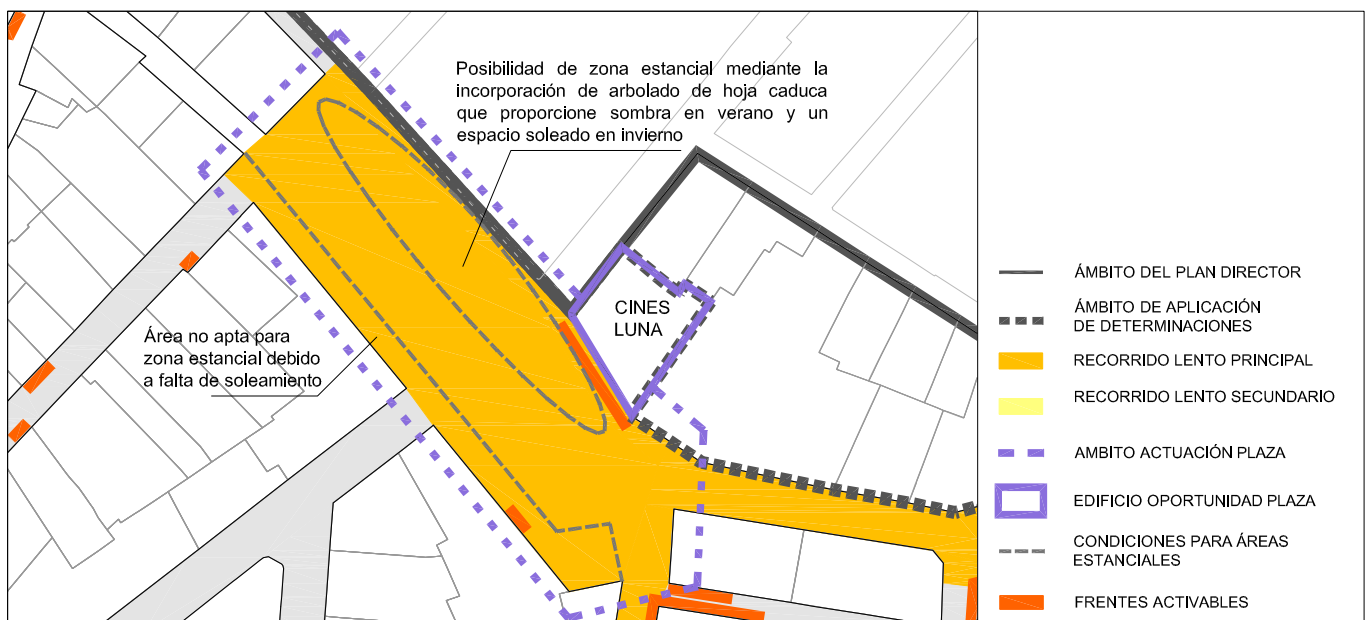 Posibilidad de zona estancial mediante la
incorporación de arbolado de hoja caduca
que proporcione sombra en verano y un
espacio soleado en invierno
CINES
LUNA
Área no apta para
zona estancial debido
a falta de soleamiento
ÁMBITO DEL PLAN DIRECTOR
ÁMBITO DE APLICACIÓN
DE DETERMINACIONES
RECORRIDO LENTO PRINCIPAL
RECORRIDO LENTO SECUNDARIO
AMBITO ACTUACIÓN PLAZA
EDIFICIO OPORTUNIDAD PLAZA
CONDICIONES PARA ÁREAS
ESTANCIALES
FRENTES ACTIVABLES